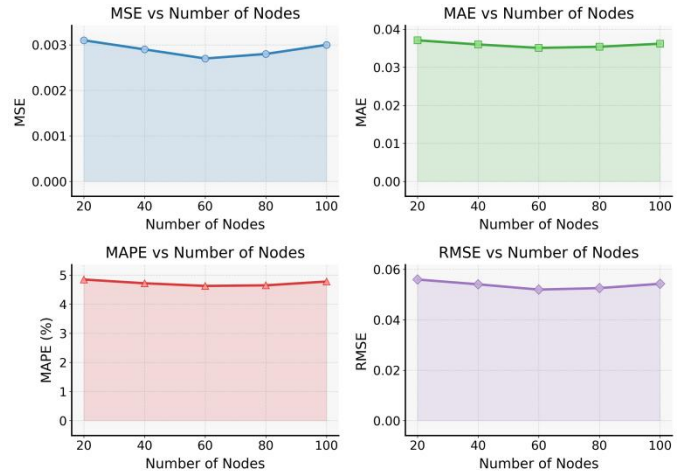 MSE vs Number of Nodes
0.003
0.002
0.001
0.000
MSE
20 40 60 80 100
Number of Nodes
MAE vs Number of Nodes
0.04
0.03
0.02
0.01
0.00
MAE
20 40 60 80 100
Number of Nodes
MAPE vs Number of Nodes
5
4
3
2
1
0
MAPE (%)
20 40 60 80 100
Number of Nodes
RMSE vs Number of Nodes
0.06
0.04
0.02
0.00
RMSE
20 40 60 80 100
Number of Nodes